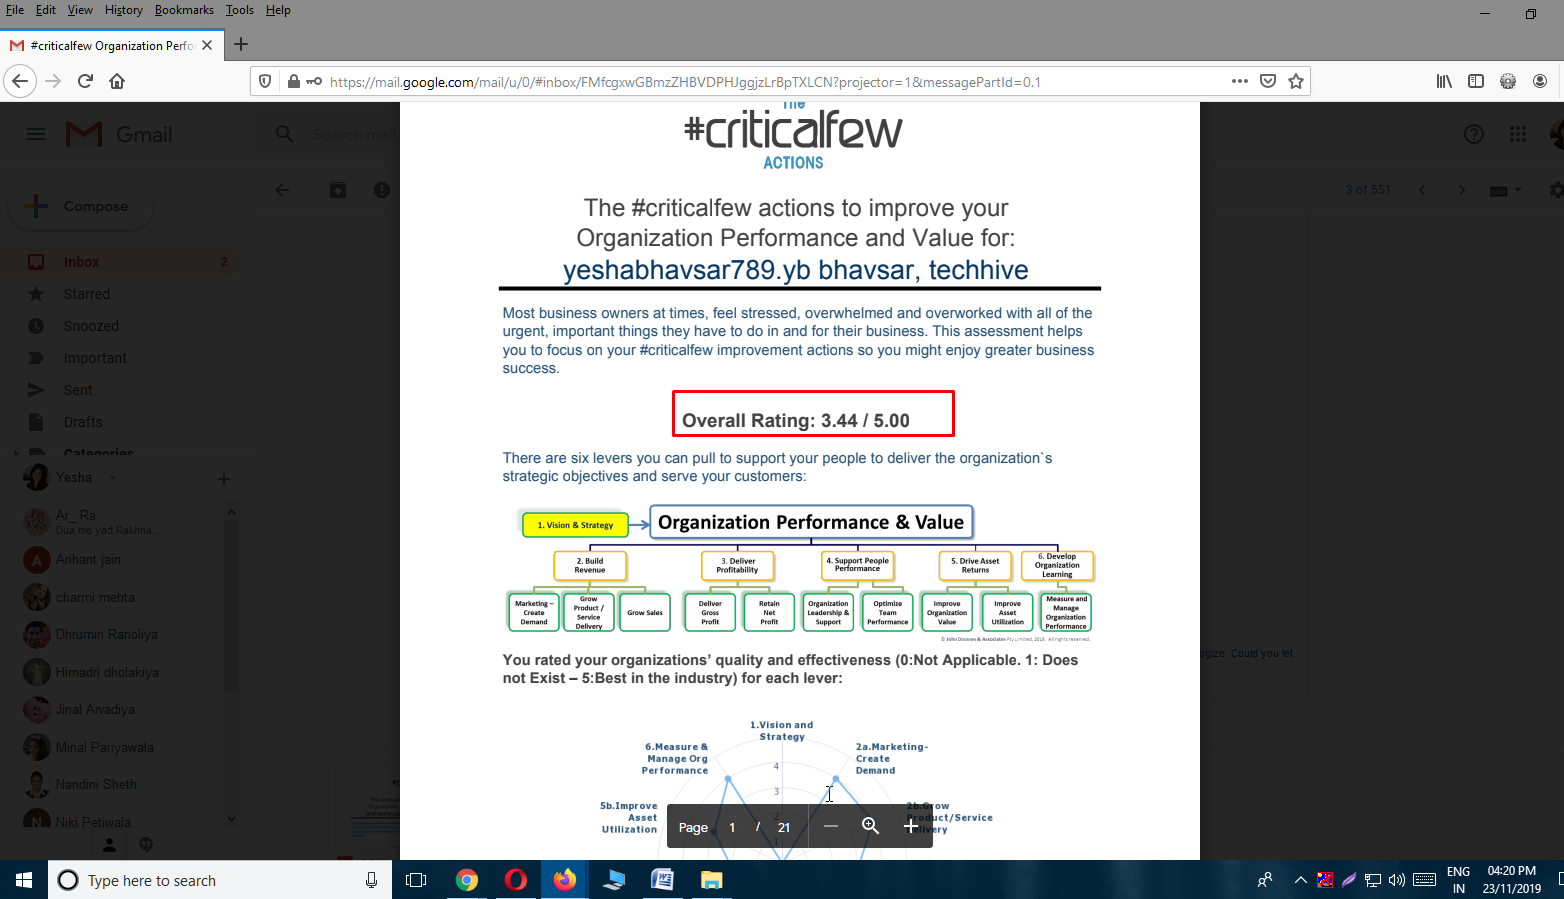 File Edit View History Bookmarks Tools Help
#criticalfew Organization Perfo
https://mail.google.com/mail/u/0/#inbox/FMfcgxwGBmzZHBVDPHJggjzLrBpTXLCN?projector=1&messagePartId=0.1
Gmail
Search mail
Compose
3 of 551
Inbox 2
Starred
Snoozed
Important
Sent
Drafts
Categories
Yesha
Ar_ Ra
Dua me yad Rakhna...
Arihant jain
charmi mehta
Dhrumin Ranoliya
Himadri dholakiya
Jinal Arvadiya
Minal Pariyawala
Nandini Sheth
Niki Petiwala
The
#criticalfew
ACTIONS
The #criticalfew actions to improve your
Organization Performance and Value for:
yeshabhavsar789.yb bhavsar, techhive
Most business owners at times, feel stressed, overwhelmed and overworked with all of the
urgent, important things they have to do in and for their business. This assessment helps
you to focus on your #criticalfew improvement actions so you might enjoy greater business
success.
Overall Rating: 3.44 / 5.00
There are six levers you can pull to support your people to deliver the organization`s
strategic objectives and serve your customers:
1. Vision & Strategy
Organization Performance & Value
2. Build
Revenue
3. Deliver
Profitability
4. Support People
Performance
5. Drive Asset
Returns
6. Develop
Organization
Learning
Marketing –
Create
Demand
Grow
Product /
Service
Delivery
Grow Sales
Deliver
Gross
Profit
Retain
Net
Profit
Organization
Leadership &
Support
Optimize
Team
Performance
Improve
Organization
Value
Improve
Asset
Utilization
Measure and
Manage
Organization
Performance
© John Downes & Associates Pty Limited, 2018. All rights reserved.
You rated your organizations’ quality and effectiveness (0:Not Applicable. 1: Does
not Exist – 5:Best in the industry) for each lever:
1.Vision and
Strategy
6.Measure &
Manage Org
Performance
2a.Marketing-
Create
Demand
4
3
2
1
5b.Improve
Asset
Utilization
2b.Grow
Product/Service
Delivery
Page 1 / 21
ogize. Could you let
Type here to search
ENG
IN
04:20 PM
23/11/2019